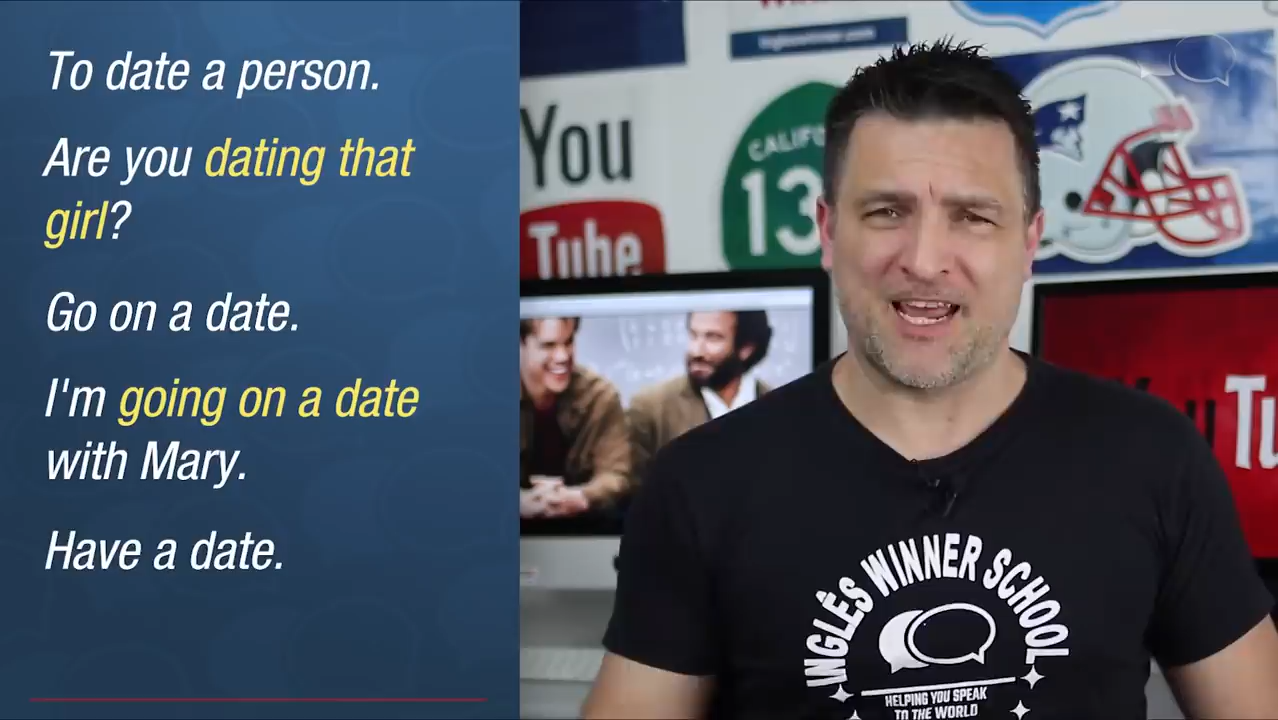 To date a person.
Are you dating that
girl?
Go on a date.
I'm going on a date
with Mary.
Have a date.
You
Tube
CALIFO
13
Tu
INGLÊS WINNER SCHOOL
HELPING YOU SPEAK
TO THE WORLD